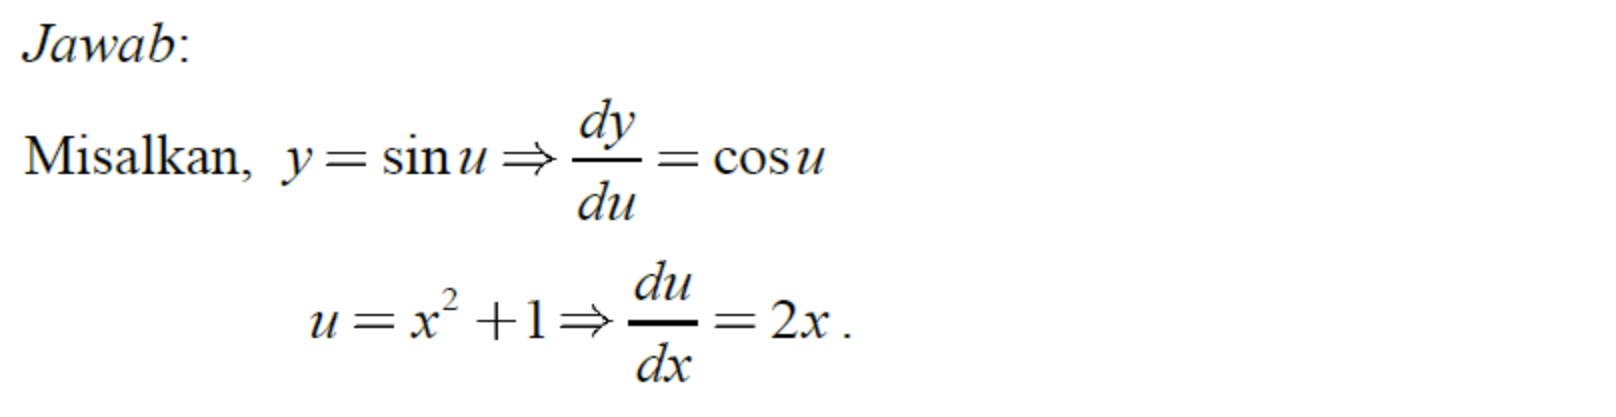 Jawab:
Misalkan, y = sin u ⇒ dy/du = cos u
u = x² + 1 ⇒ du/dx = 2x .